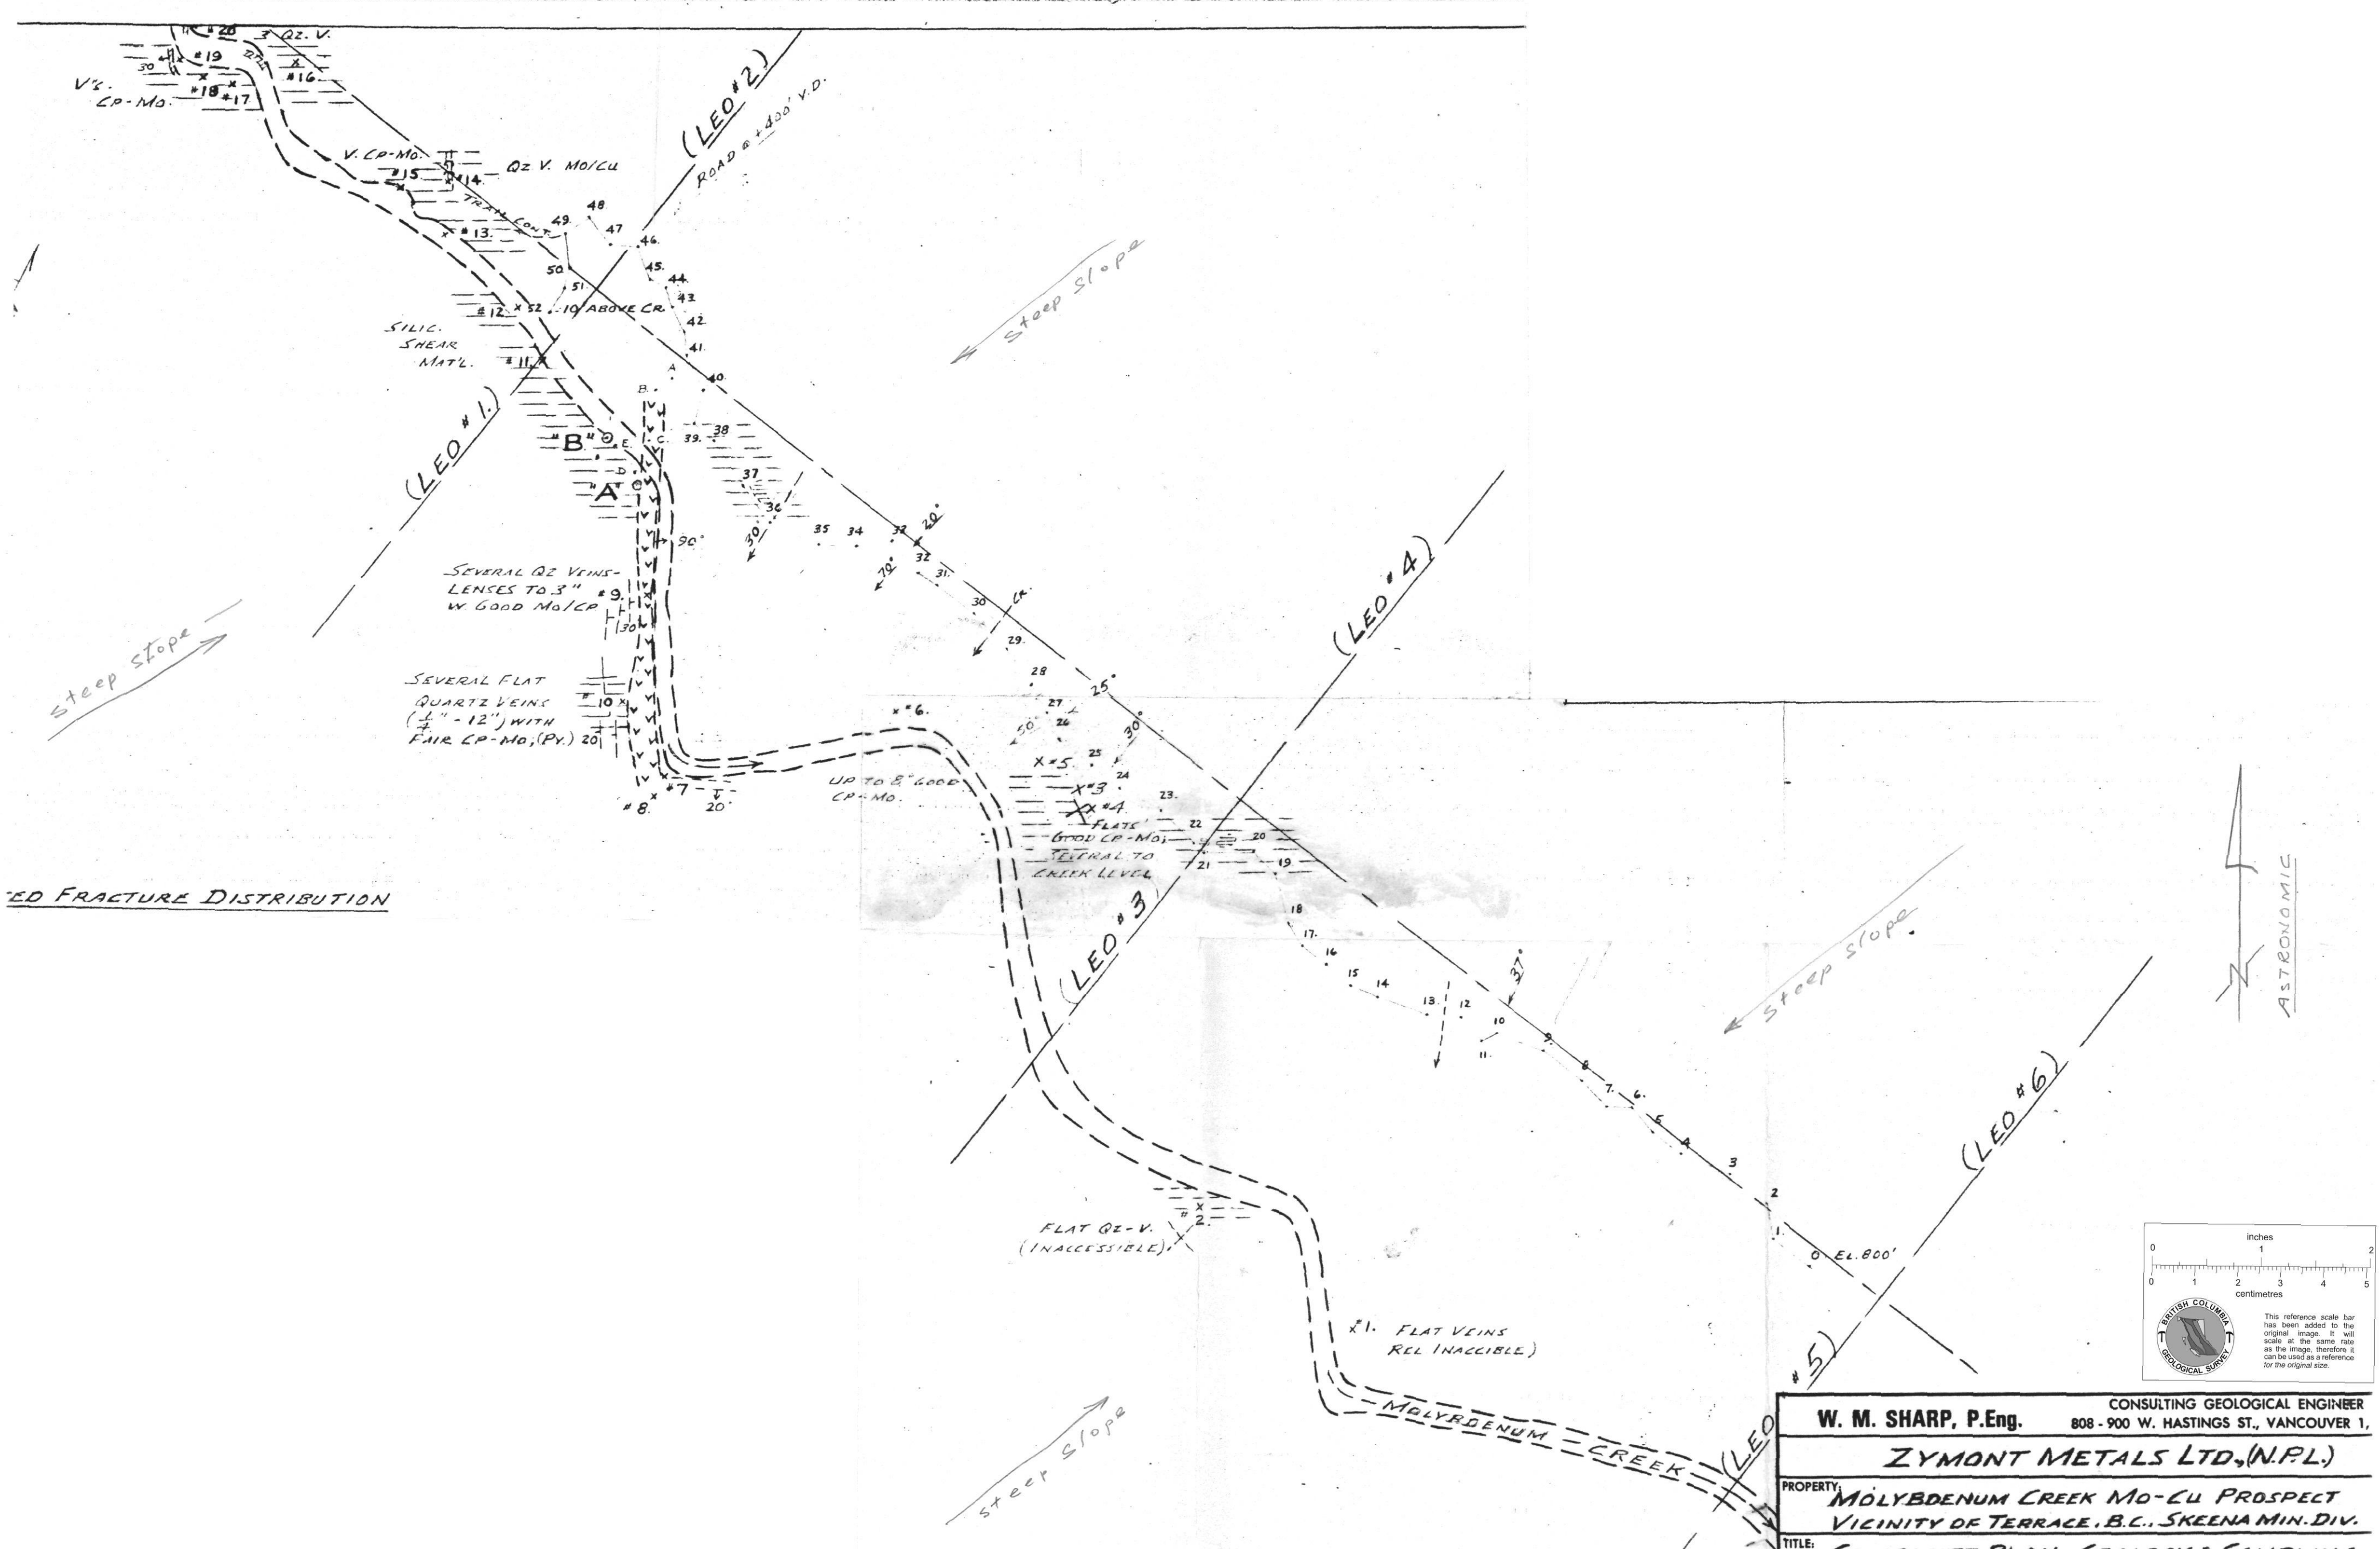 #20
3' QZ. V.
#19
30
#16
V's.
CP-MO.
#18
#17
(LEO #2)
ROAD @ +400' V.D.
V. CP-MO.
QZ V. MO/CU
#15
#14
TRAIL CONT.
#13.
49.
48
47
46.
50
45.
44
51
43
#12
52
10' ABOVE CR.
42
SILIC.
SHEAR
MAT'L.
#11
41.
A
40
B.
(LEO #1.)
"B"
E.
C.
39.
38
D
"A"
37
36
30°
35
34
33
20°
90°
70°
32
31.
SEVERAL QZ VEINS-
LENSES TO 3"
W. GOOD MO/CP
#9.
30
30
CR.
29.
(LEO #4)
steep slope
steep slope
28
25°
SEVERAL FLAT
QUARTZ VEINS
(¼" - 12") WITH
FAIR CP-MO, (PY.)
#10
20
x #6.
27
50°
26
30°
25
X #5.
24
#7
#8.
20°
UP TO 8" GOOD
CP-MO.
X #3
X #4
23.
FLATS
GOOD CP-MO;
SEVERAL TO
CREEK LEVEL
22
20
21
19
ED FRACTURE DISTRIBUTION
(LEO #3)
18
17.
16
15
14
13.
12
37°
10
11.
9.
8
7.
6.
5
4
3
2
1.
0 EL. 800'
steep slope
ASTRONOMIC
(LEO #6)
FLAT QZ-V.
(INACCESSIBLE)
x
# 2.
x #1. FLAT VEINS
REL INACCIBLE)
steep slope
MOLYBDENUM CREEK
(LEO #5)
inches
0 1 2
0 1 2 3 4 5
centimetres
BRITISH COLUMBIA
GEOLOGICAL SURVEY
This reference scale bar
has been added to the
original image. It will
scale at the same rate
as the image, therefore it
can be used as a reference
for the original size.
W. M. SHARP, P.Eng.
CONSULTING GEOLOGICAL ENGINEER
808 - 900 W. HASTINGS ST., VANCOUVER 1,
ZYMONT METALS LTD., (N.P.L.)
PROPERTY:
MOLYBDENUM CREEK MO-CU PROSPECT
VICINITY OF TERRACE, B.C., SKEENA MIN. DIV.
TITLE: